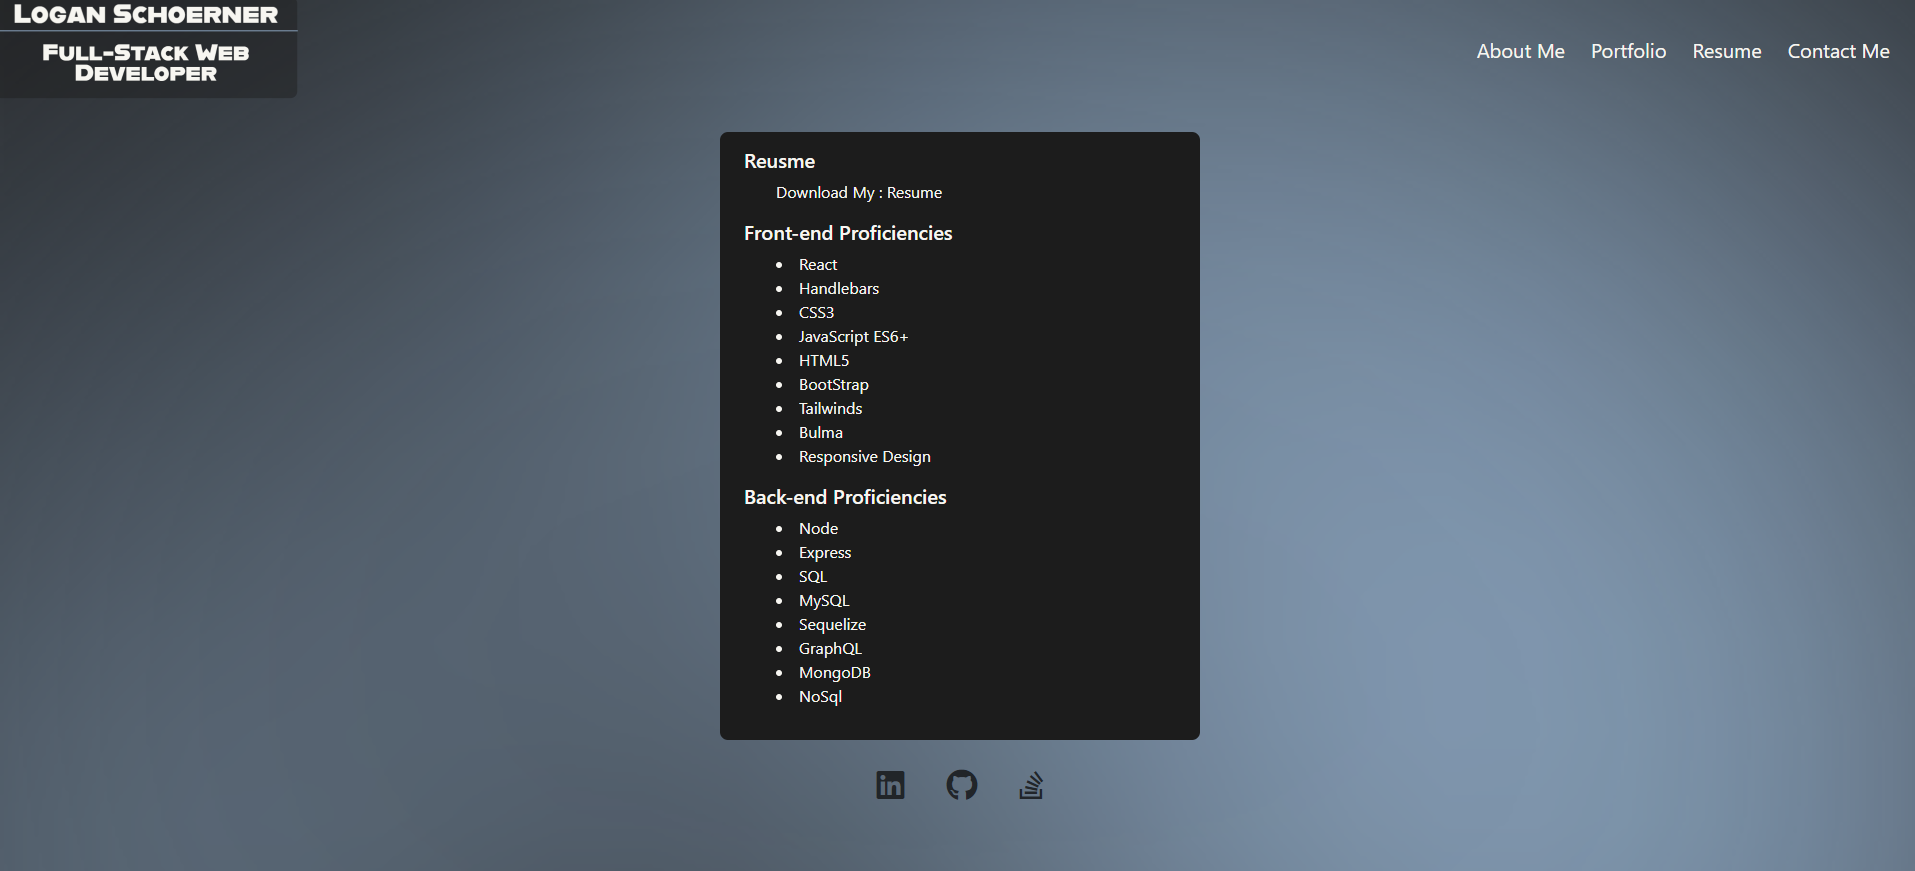 Logan Schoerner
Full-Stack Web
Developer
About Me Portfolio Resume Contact Me
Reusme
Download My : Resume
Front-end Proficiencies
• React
• Handlebars
• CSS3
• JavaScript ES6+
• HTML5
• BootStrap
• Tailwinds
• Bulma
• Responsive Design
Back-end Proficiencies
• Node
• Express
• SQL
• MySQL
• Sequelize
• GraphQL
• MongoDB
• NoSql
in